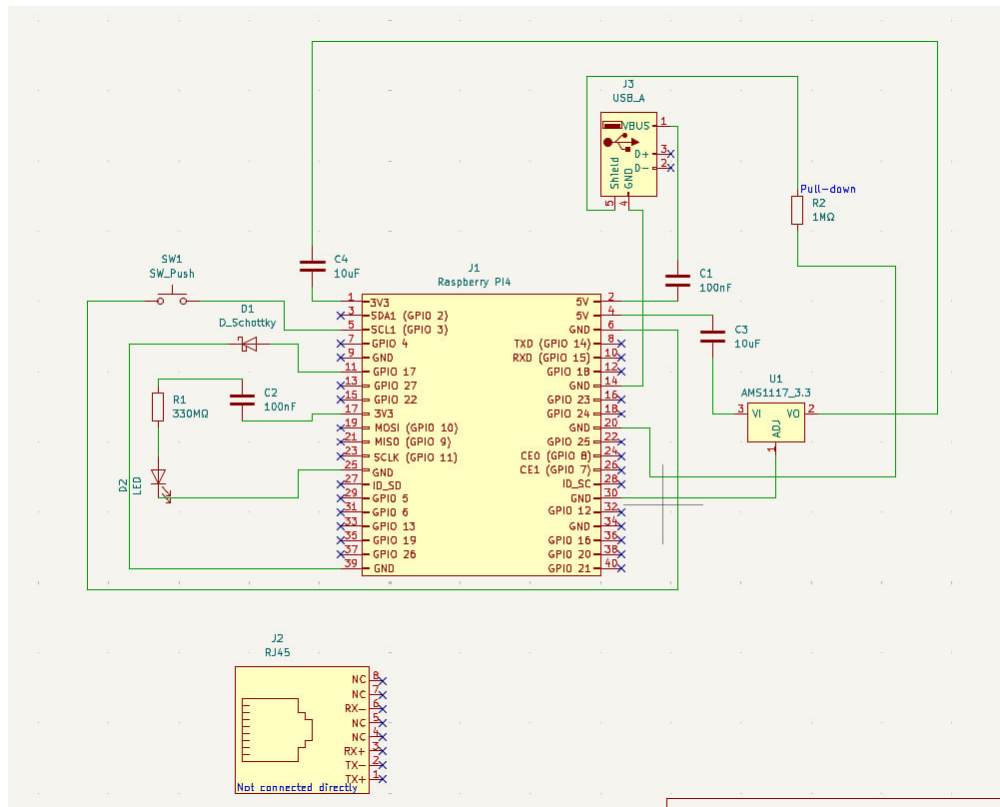 J3
USB_A
VBUS 1
D+ 3
D- 2
Shield
GND
5
4
Pull-down
R2
1MΩ
SW1
SW_Push
C4
10uF
J1
Raspberry PI4
C1
100nF
D1
D_Schottky
C3
10uF
R1
330MΩ
C2
100nF
U1
AMS1117_3.3
3 VI VO 2
ADJ
1
D2
LED
1 3V3 5V 2
3 SDA1 (GPIO 2) 5V 4
5 SCL1 (GPIO 3) GND 6
7 GPIO 4 TXD (GPIO 14) 8
9 GND RXD (GPIO 15) 10
11 GPIO 17 GPIO 18 12
13 GPIO 27 GND 14
15 GPIO 22 GPIO 23 16
17 3V3 GPIO 24 18
19 MOSI (GPIO 10) GND 20
21 MISO (GPIO 9) GPIO 25 22
23 SCLK (GPIO 11) CE0 (GPIO 8) 24
25 GND CE1 (GPIO 7) 26
27 ID_SD ID_SC 28
29 GPIO 5 GND 30
31 GPIO 6 GPIO 12 32
33 GPIO 13 GND 34
35 GPIO 19 GPIO 16 36
37 GPIO 26 GPIO 20 38
39 GND GPIO 21 40
J2
RJ45
NC 8
NC 7
RX- 6
NC 5
NC 4
RX+ 3
TX- 2
TX+ 1
Not connected directly